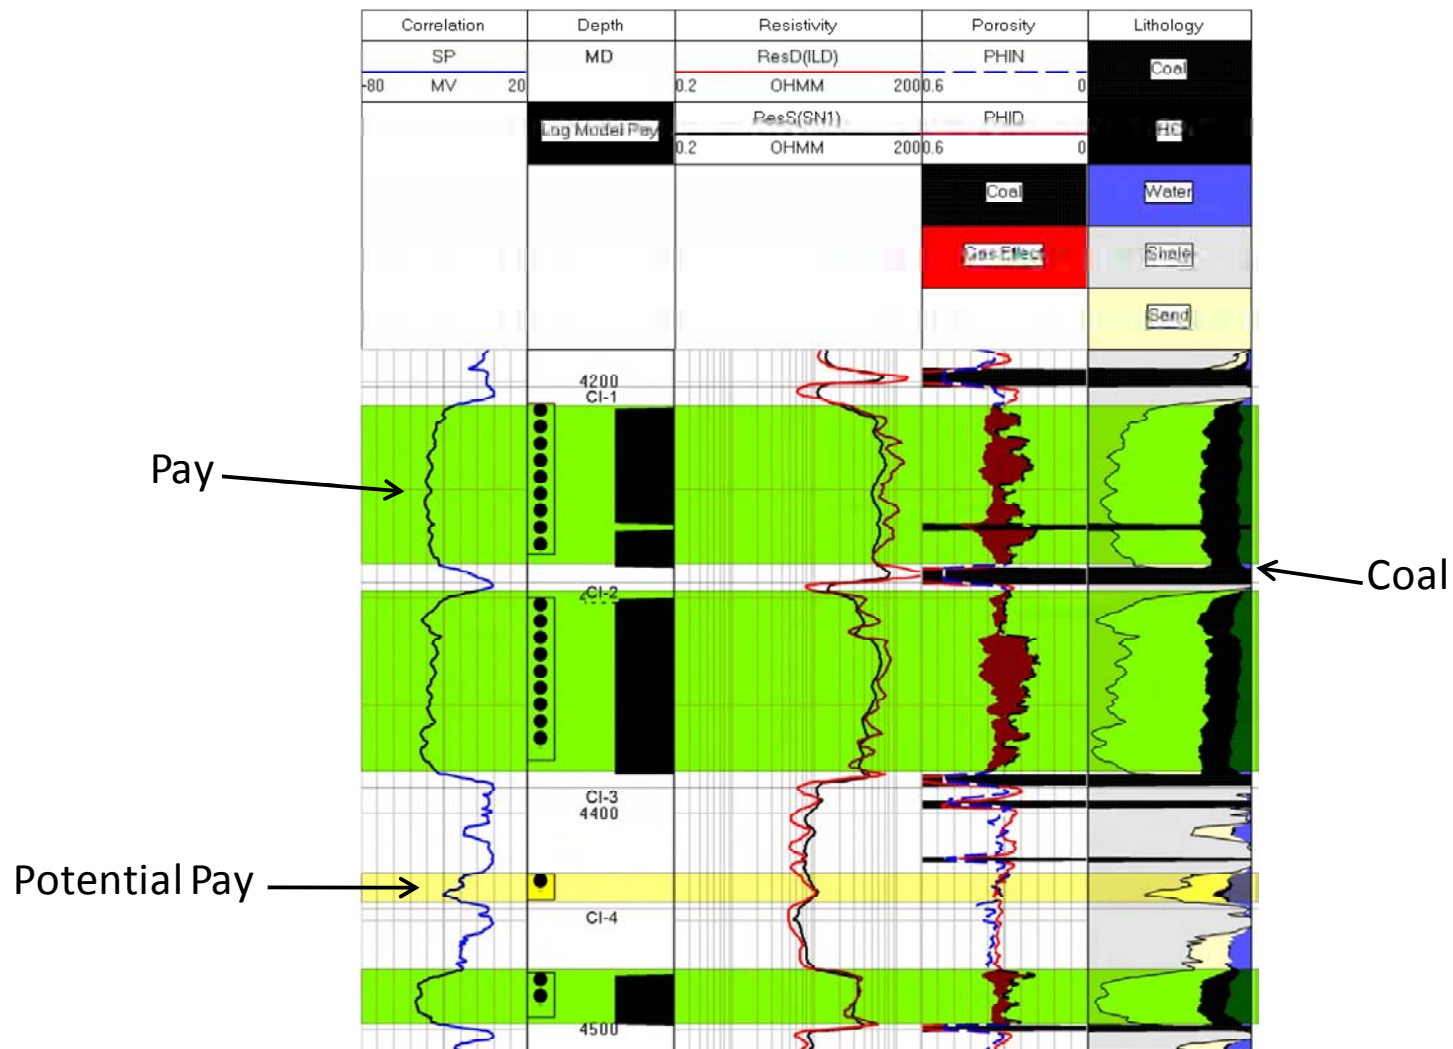 Correlation Depth Resistivity Porosity Lithology
SP MD ResD(ILD) PHIN Coal
-80 MV 20 0.2 OHMM 2000 0.6 0
Log Model Pay ResS(SN1) PHID HC
0.2 OHMM 2000 0.6 0
Coal Water
Gas Effect Shale
Sand
4200
CI-1
Pay
Coal
CI-2
CI-3
4400
Potential Pay
CI-4
4500